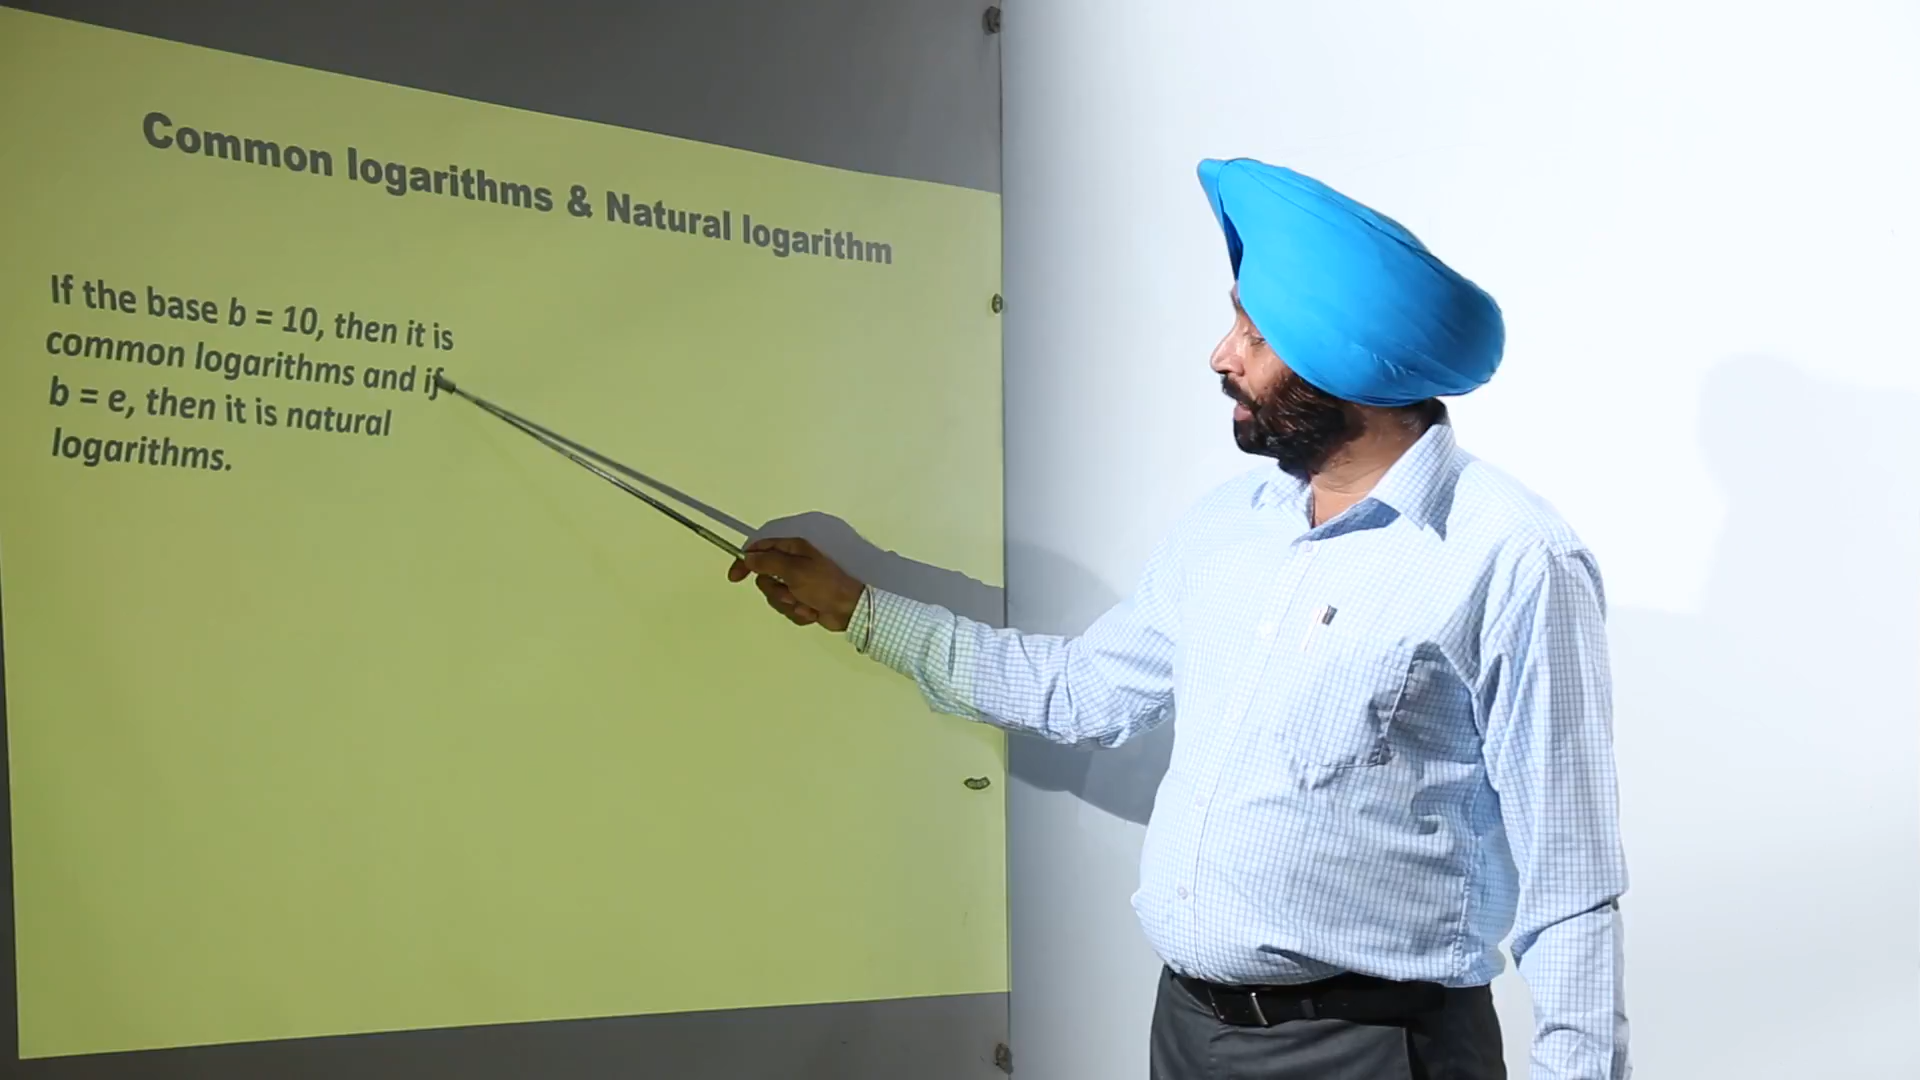 Common logarithms & Natural logarithm
If the base b = 10, then it is
common logarithms and if
b = e, then it is natural
logarithms.